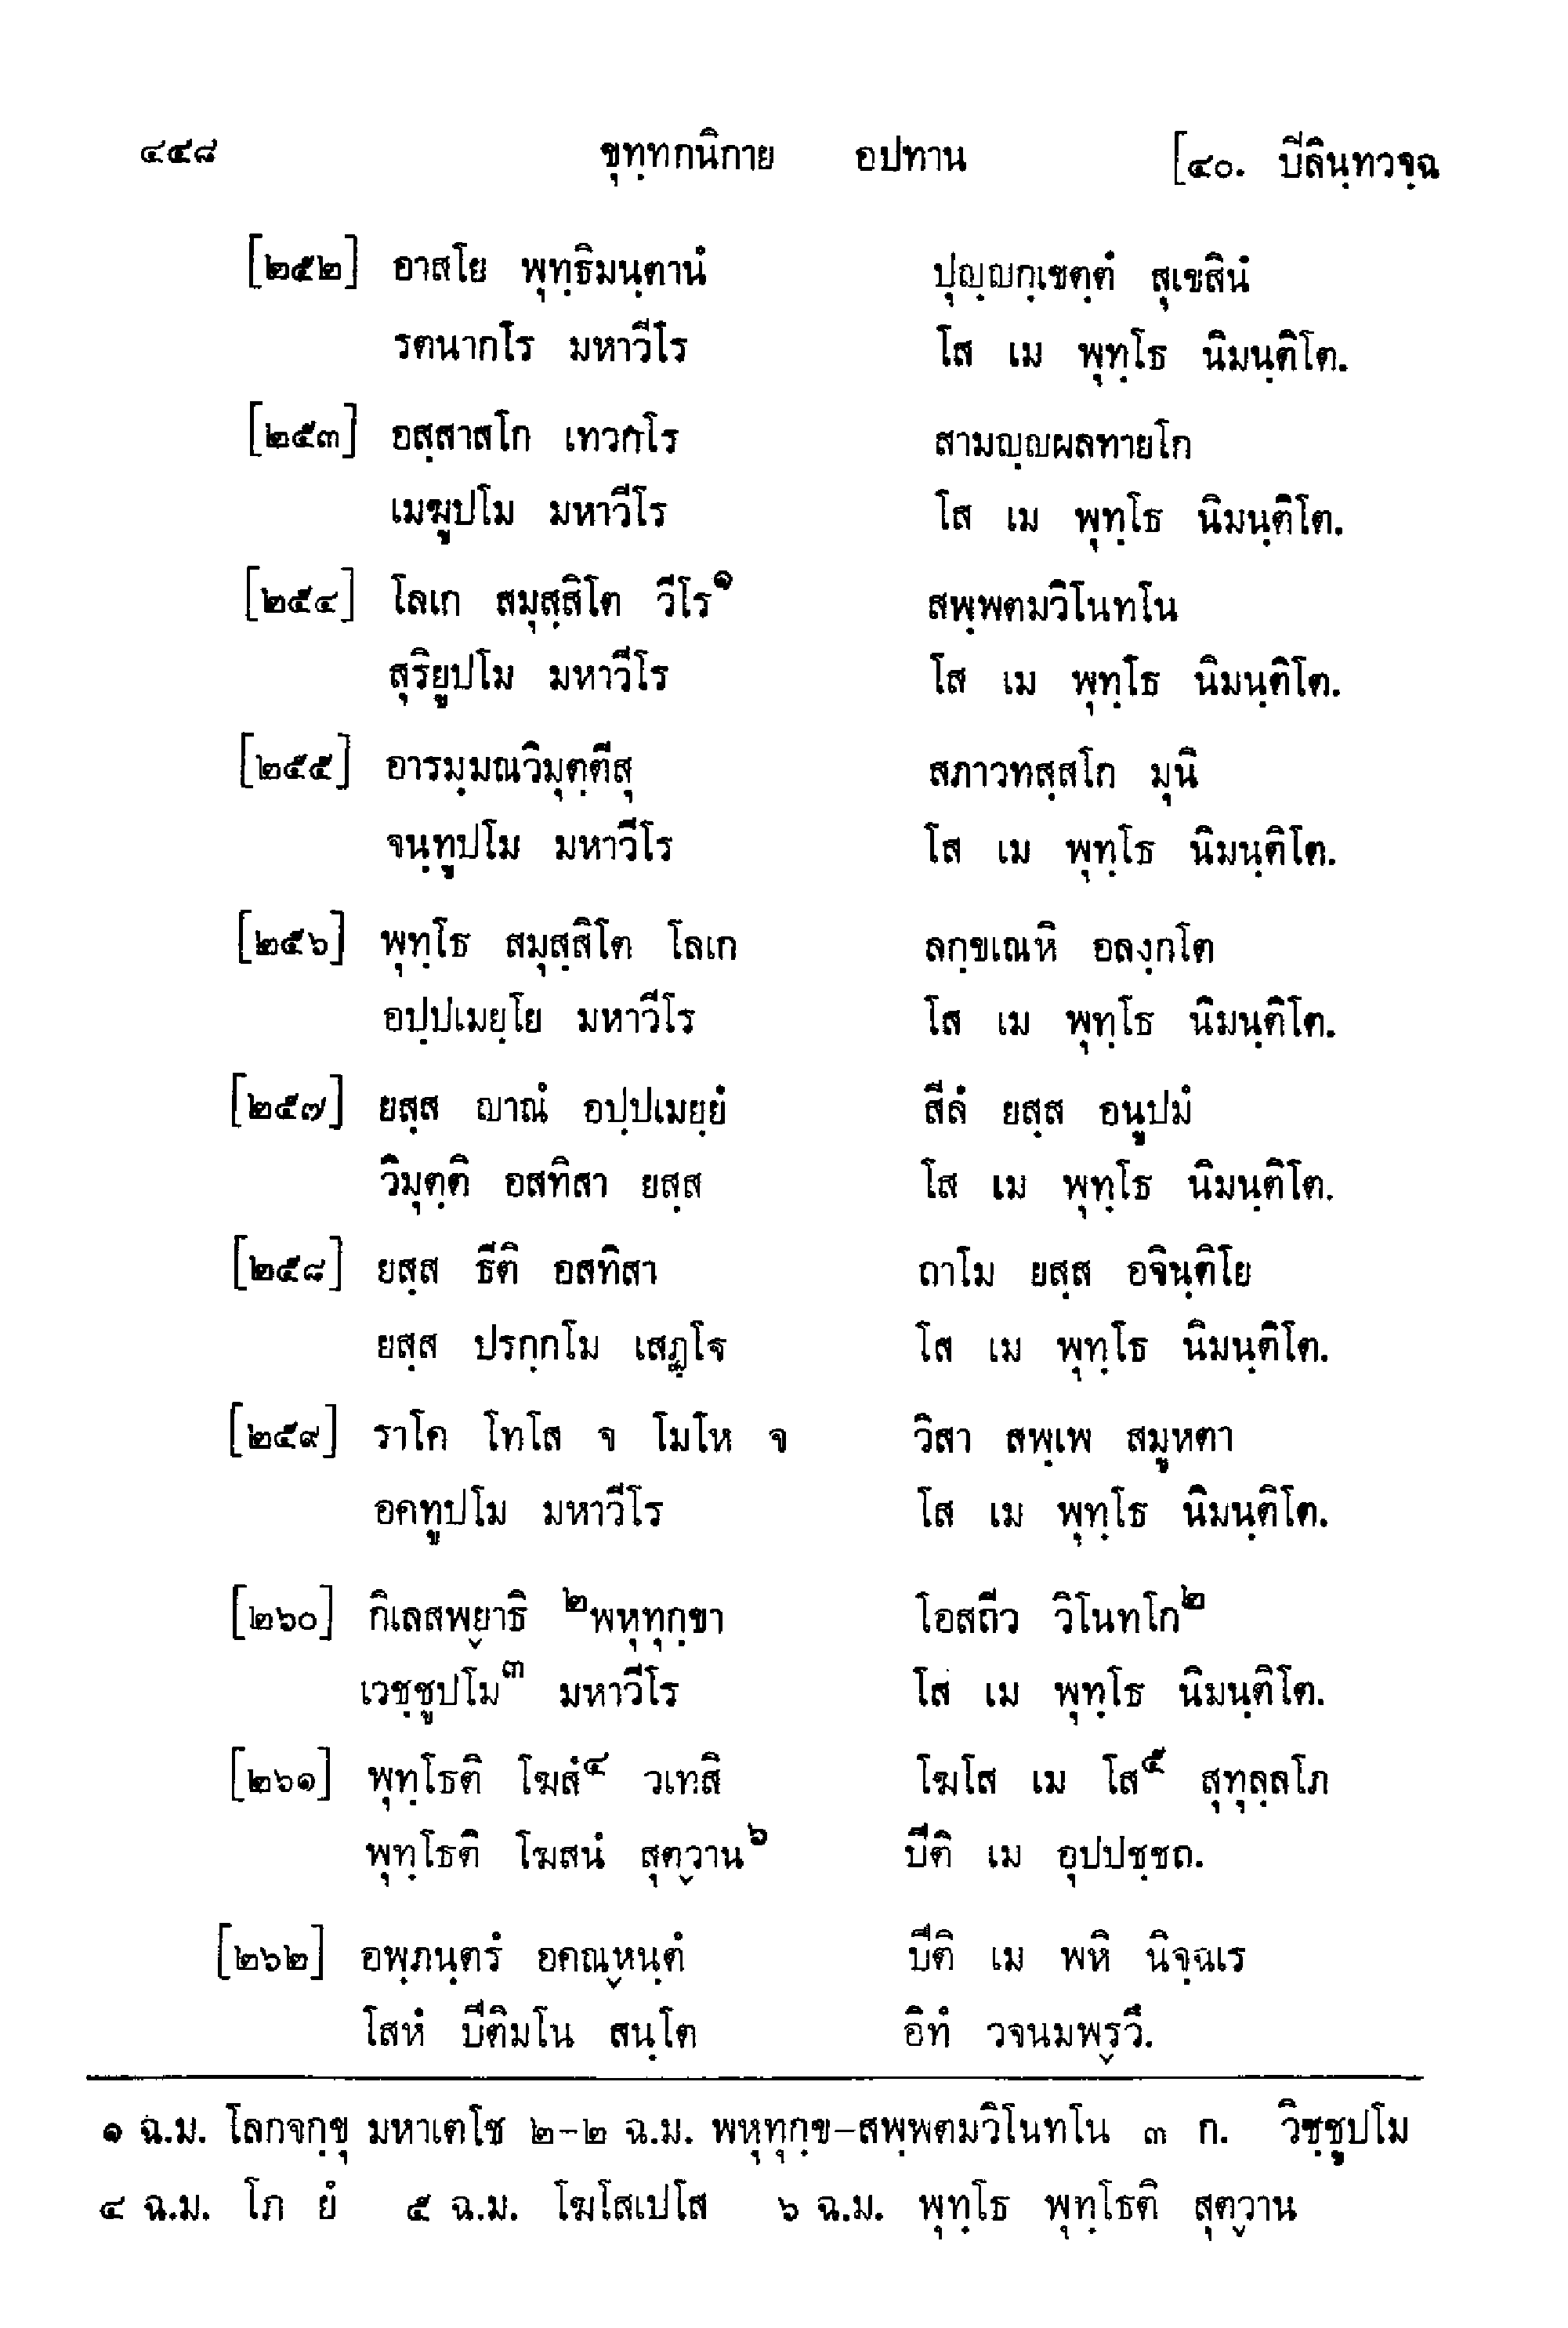 ๔๕๘ ขุทฺทกนิกาย อปทาน [๔๐. ปีลินฺทวจฺฉ
[๒๕๒] อาสโย พุทฺธิมนฺตานํ ปุญฺญกฺเขตฺตํ สุเขสินํ
รตนากโร มหาวีโร โส เม พุทฺโธ นิมนฺติโต.
[๒๕๓] อสฺสาสโก เทวกโร สามญฺญผลทายโก
เมฆูปโม มหาวีโร โส เม พุทฺโธ นิมนฺติโต.
[๒๕๔] โลเก สมุสฺสิโต วีโร๑ สพฺพตมวิโนทโน
สุริยูปโม มหาวีโร โส เม พุทฺโธ นิมนฺติโต.
[๒๕๕] อารมฺมณวิมุตฺตีสุ สภาวทสฺสโก มุนิ
จนฺทูปโม มหาวีโร โส เม พุทฺโธ นิมนฺติโต.
[๒๕๖] พุทฺโธ สมุสฺสิโต โลเก ลกฺขเณหิ อลงฺกโต
อปฺปเมยฺโย มหาวีโร โส เม พุทฺโธ นิมนฺติโต.
[๒๕๗] ยสฺส ญาณํ อปฺปเมยฺยํ สีลํ ยสฺส อนูปมํ
วิมุตฺติ อสทิสา ยสฺส โส เม พุทฺโธ นิมนฺติโต.
[๒๕๘] ยสฺส ธีติ อสทิสา ถาโม ยสฺส อจินฺติโย
ยสฺส ปรกฺกโม เสฏฺโฐ โส เม พุทฺโธ นิมนฺติโต.
[๒๕๙] ราโค โทโส จ โมโห จ วิสา สพฺเพ สมูหตา
อคทูปโม มหาวีโร โส เม พุทฺโธ นิมนฺติโต.
[๒๖๐] กิเลสพฺยาธิ ๒พหุทุกฺขา โอสถีว วิโนทโก๒
เวชฺชูปโม๓ มหาวีโร โส เม พุทฺโธ นิมนฺติโต.
[๒๖๑] พุทฺโธติ โฆสํ๔ วเทสิ โฆโส เม โส๕ สุทุลฺลโภ
พุทฺโธติ โฆสนํ สุตฺวาน๖ ปีติ เม อุปปชฺชถ.
[๒๖๒] อพฺภนฺตรํ อคณฺหนฺตํ ปีติ เม พหิ นิจฺฉเร
โสหํ ปีติมโน สนฺโต อิทํ วจนมพฺรวึ.
๑ ฉ.ม. โลกจกฺขุ มหาเตโช ๒-๒ ฉ.ม. พหุทุกฺข-สพฺพตมวิโนทโน ๓ ก. วิชฺชูปโม
๔ ฉ.ม. โภ ยํ ๕ ฉ.ม. โฆโสเปโส ๖ ฉ.ม. พุทฺโธ พุทฺโธติ สุตฺวาน